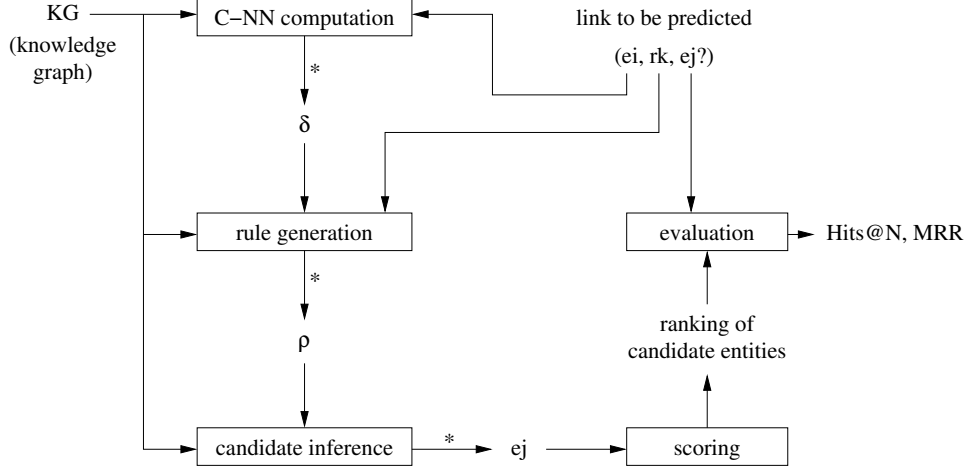 KG
(knowledge
graph)
C−NN computation
link to be predicted
(ei, rk, ej?)
*
δ
rule generation
evaluation
Hits@N, MRR
*
ρ
ranking of
candidate entities
candidate inference
*
ej
scoring